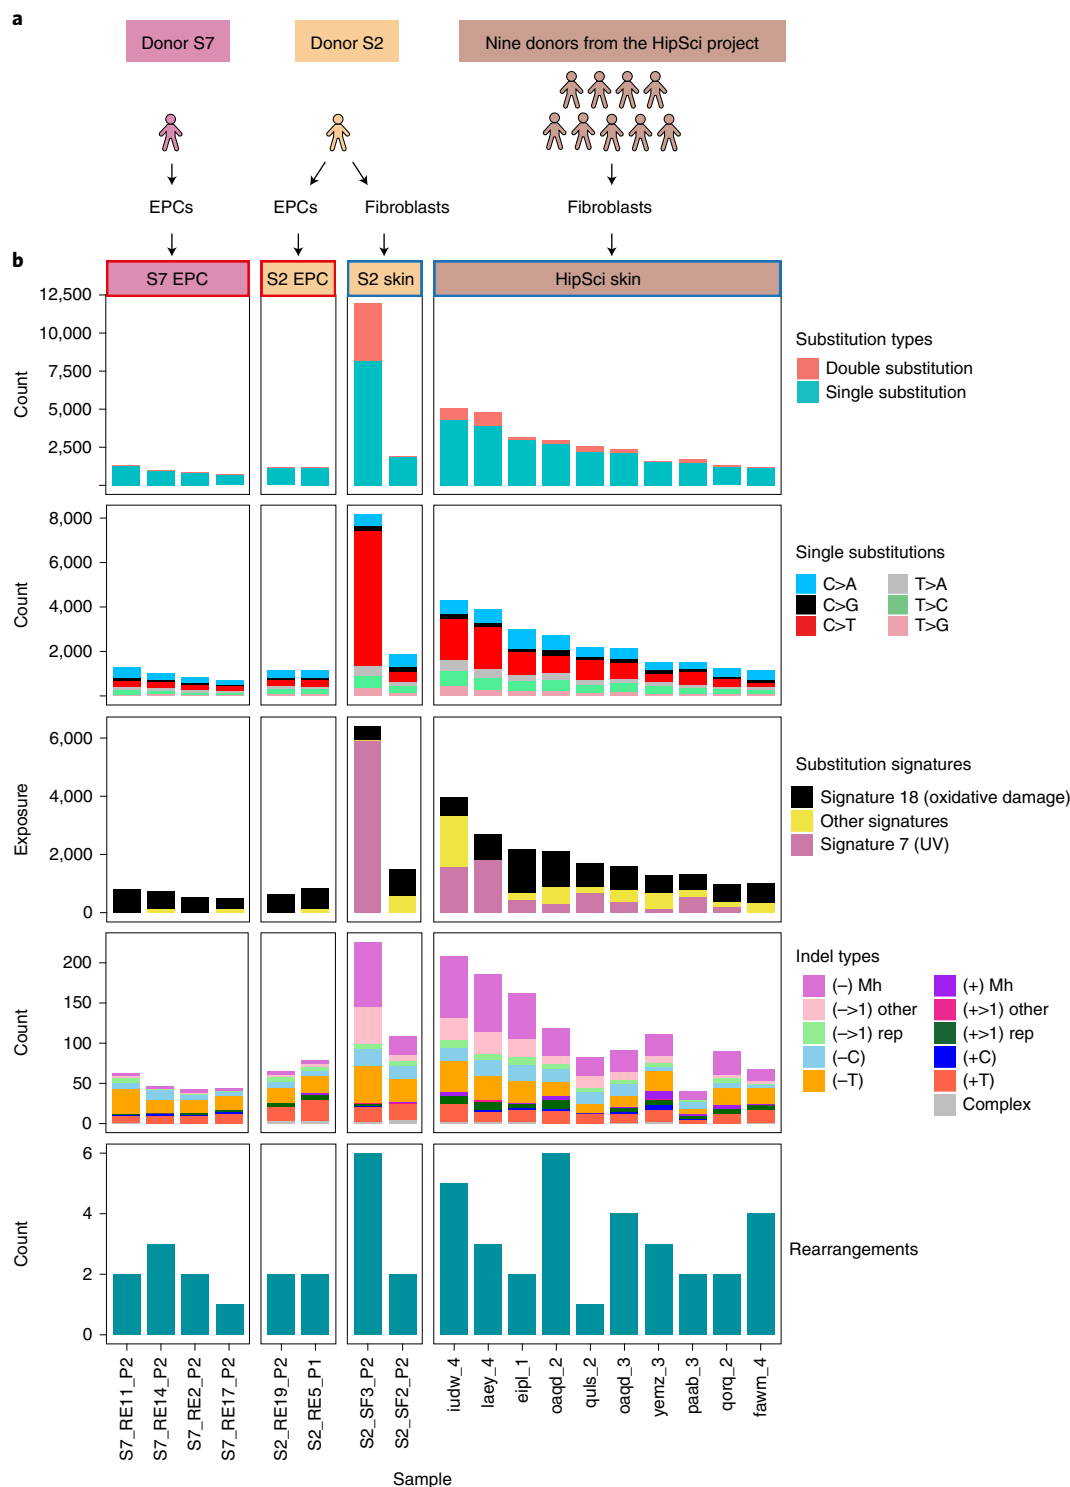 a
Donor S7
Donor S2
Nine donors from the HipSci project
EPCs
EPCs
Fibroblasts
Fibroblasts
b
S7 EPC
S2 EPC
S2 skin
HipSci skin
12,500
10,000
7,500
5,000
2,500
Count
Substitution types
Double substitution
Single substitution
8,000
6,000
4,000
2,000
Count
Single substitutions
C>A
C>G
C>T
T>A
T>C
T>G
6,000
4,000
2,000
0
Exposure
Substitution signatures
Signature 18 (oxidative damage)
Other signatures
Signature 7 (UV)
200
150
100
50
0
Count
Indel types
(−) Mh
(−>1) other
(−>1) rep
(−C)
(−T)
(+) Mh
(+>1) other
(+>1) rep
(+C)
(+T)
Complex
6
4
2
0
Count
Rearrangements
S7_RE11_P2
S7_RE14_P2
S7_RE2_P2
S7_RE17_P2
S2_RE19_P2
S2_RE5_P1
S2_SF3_P2
S2_SF2_P2
iudw_4
laey_4
eipl_1
oaqd_2
quls_2
oaqd_3
yemz_3
paab_3
qorq_2
fawm_4
Sample